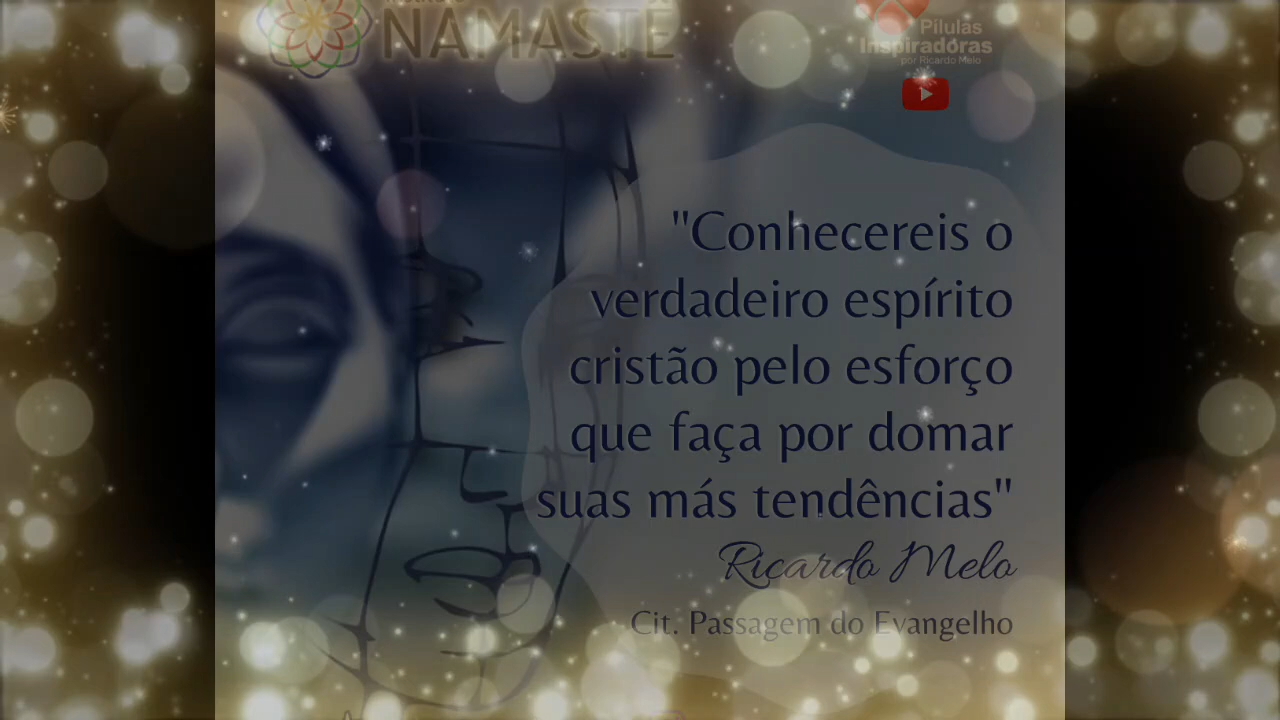 NAMASTÊ
Pílulas
Inspiradoras
por Ricardo Melo
"Conhecereis o
verdadeiro espírito
cristão pelo esforço
que faça por domar
suas más tendências"
Ricardo Melo
Cit. Passagem do Evangelho